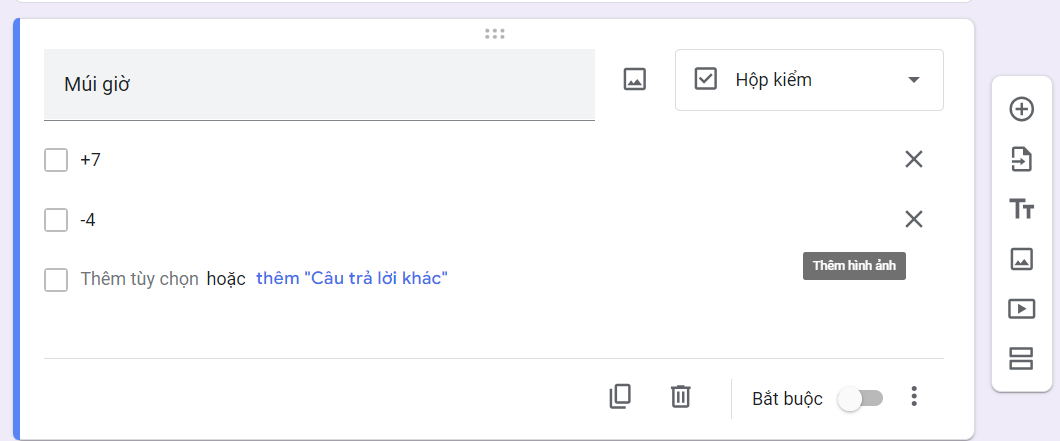 Múi giờ
Hộp kiểm
+7
-4
Thêm hình ảnh
Thêm tùy chọn hoặc thêm "Câu trả lời khác"
Tт
Bắt buộc